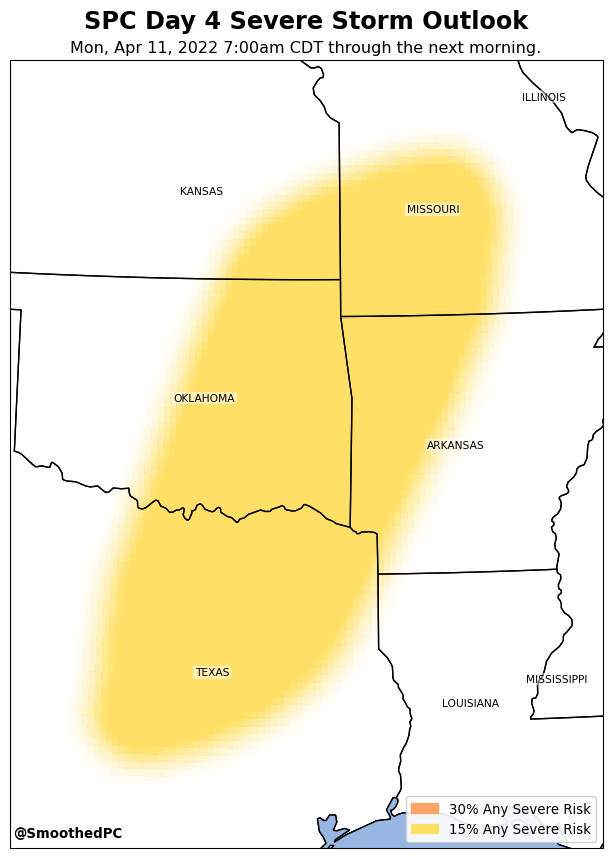 SPC Day 4 Severe Storm Outlook
Mon, Apr 11, 2022 7:00am CDT through the next morning.
ILLINOIS
KANSAS
MISSOURI
OKLAHOMA
ARKANSAS
TEXAS
MISSISSIPPI
LOUISIANA
30% Any Severe Risk
15% Any Severe Risk
@SmoothedPC